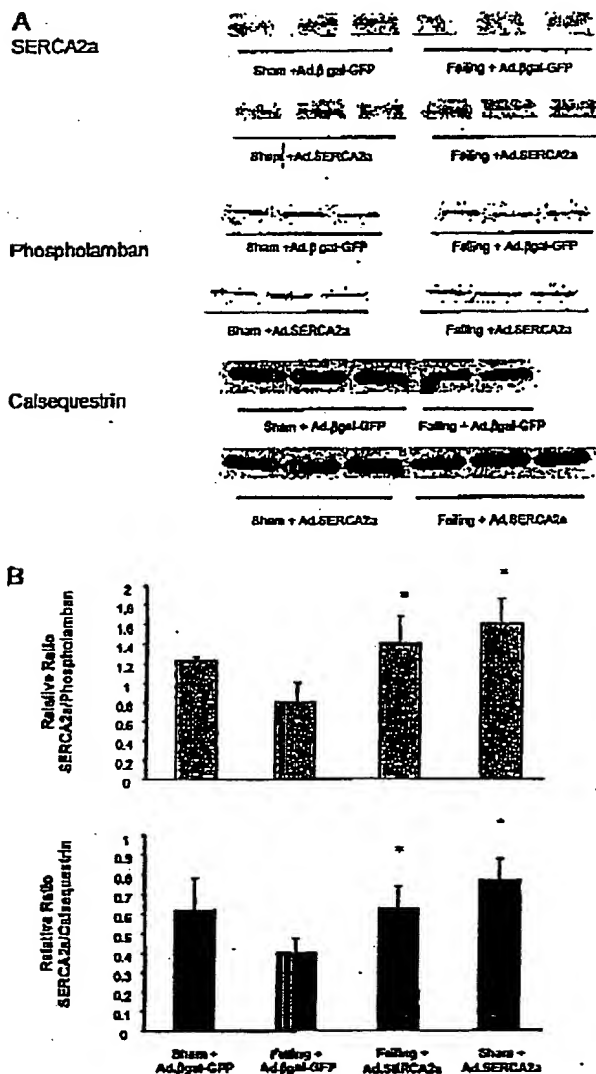 A
SERCA2a
Sham +Ad.β gal-GFP Failing + Ad.βgal-GFP
Sham +Ad.SERCA2a Failing +Ad.SERCA2a
Phospholamban
Sham +Ad.β gal-GFP Failing +Ad.βgal-GFP
Sham +Ad.SERCA2a Failing +Ad.SERCA2a
Calsequestrin
Sham + Ad.βgal-GFP Failing + Ad.βgal-GFP
Sham + Ad.SERCA2a Failing + Ad.SERCA2a
B
Relative Ratio
SERCA2a/Phospholamban
2
1.8
1.6
1.4
1.2
1
0.8
0.6
0.4
0.2
0
* *
Relative Ratio
SERCA2a/Calsequestrin
1
0.9
0.8
0.7
0.6
0.5
0.4
0.3
0.2
0.1
0
* *
Sham + Failing + Failing + Sham +
Ad.βgal-GFP Ad.βgal-GFP Ad.SERCA2a Ad.SERCA2a